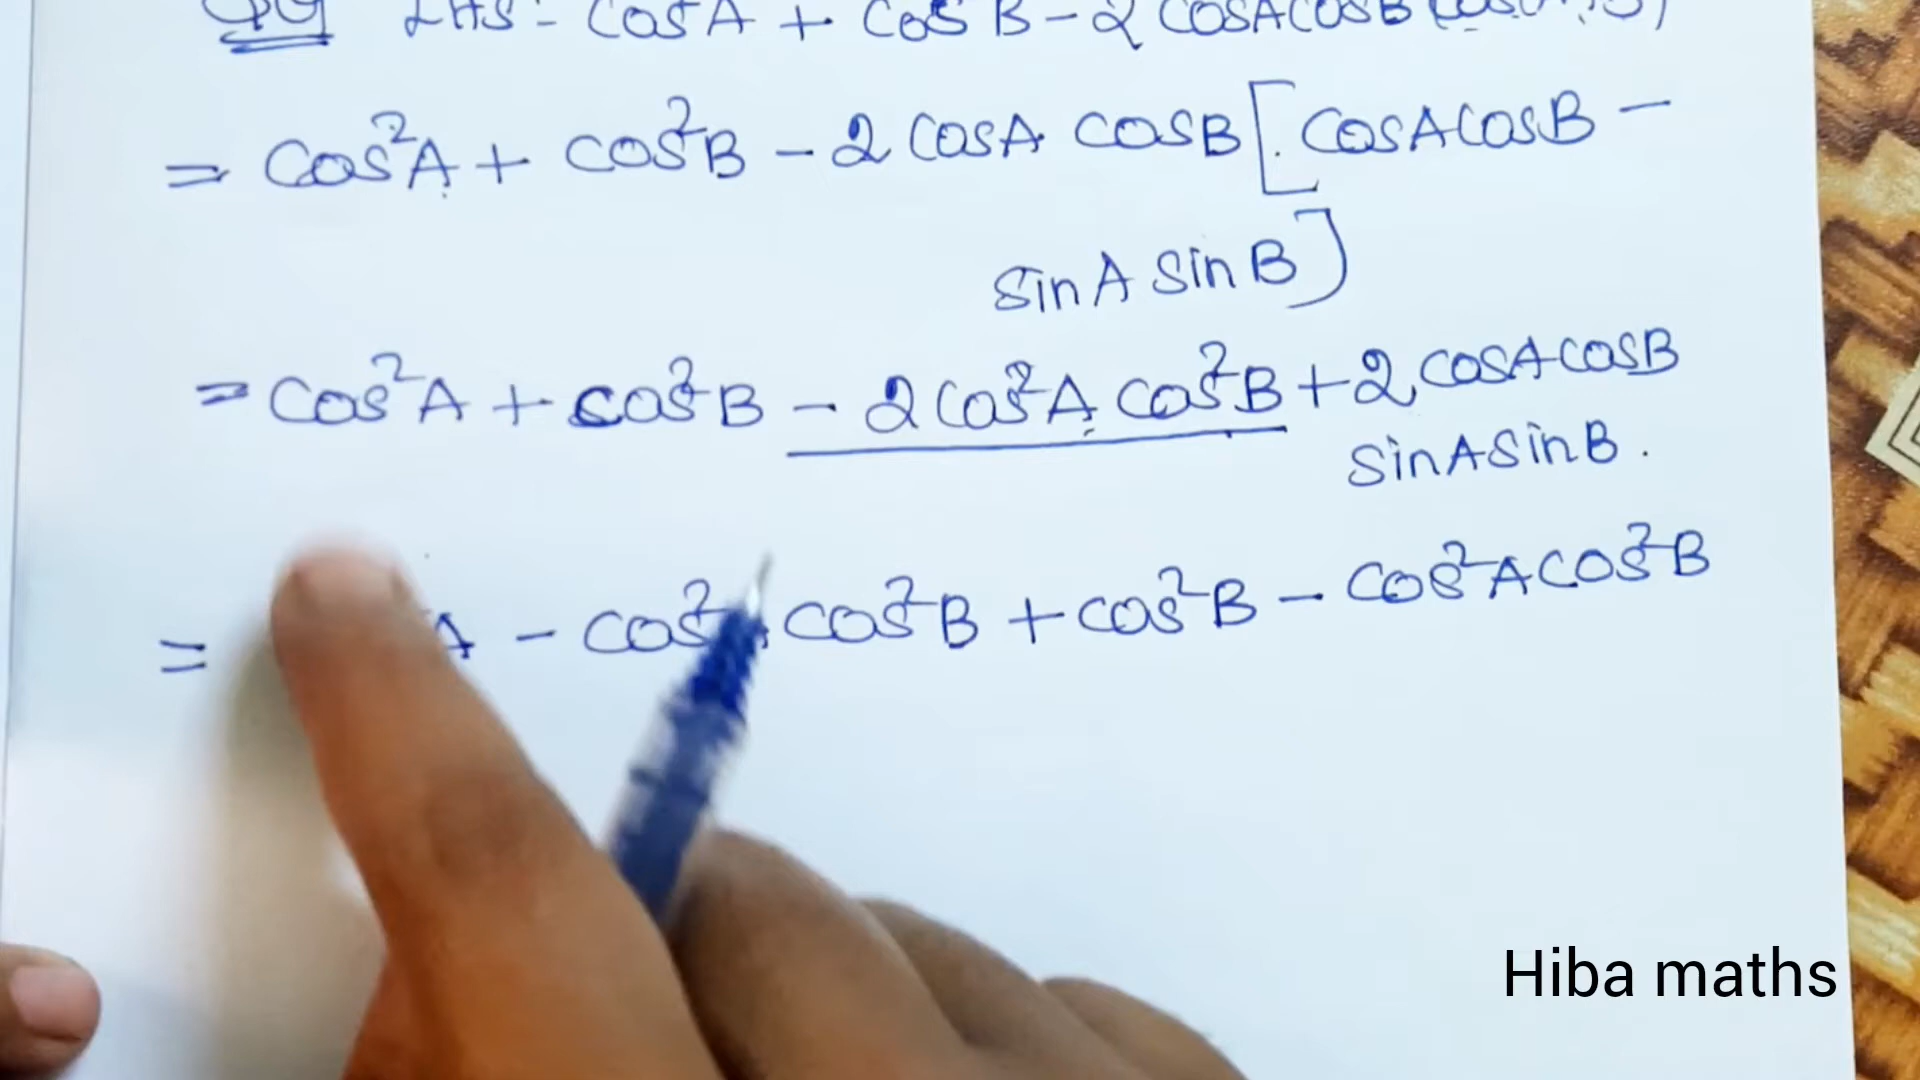 LHS = cos²A + cos²B - 2 cosA cosB
= cos²A + cos²B - 2 cosA cosB [cosA cosB -
sinA sinB]
= cos²A + cos²B - 2 cos²A cos²B + 2 cosA cosB
sinA sinB.
= A - cos² cos²B + cos²B - cos²A cos²B
Hiba maths